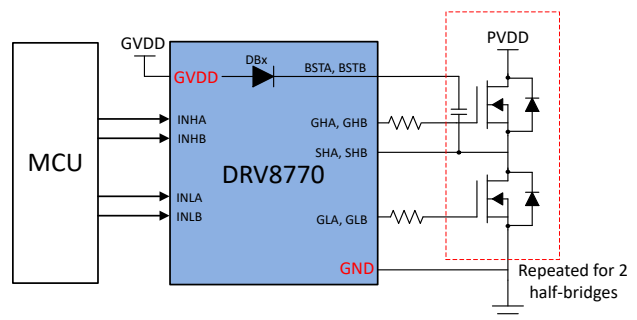 GVDD
PVDD
DBx
GVDD
BSTA, BSTB
INHA
GHA, GHB
INHB
SHA, SHB
MCU
DRV8770
INLA
INLB
GLA, GLB
GND
Repeated for 2
half-bridges